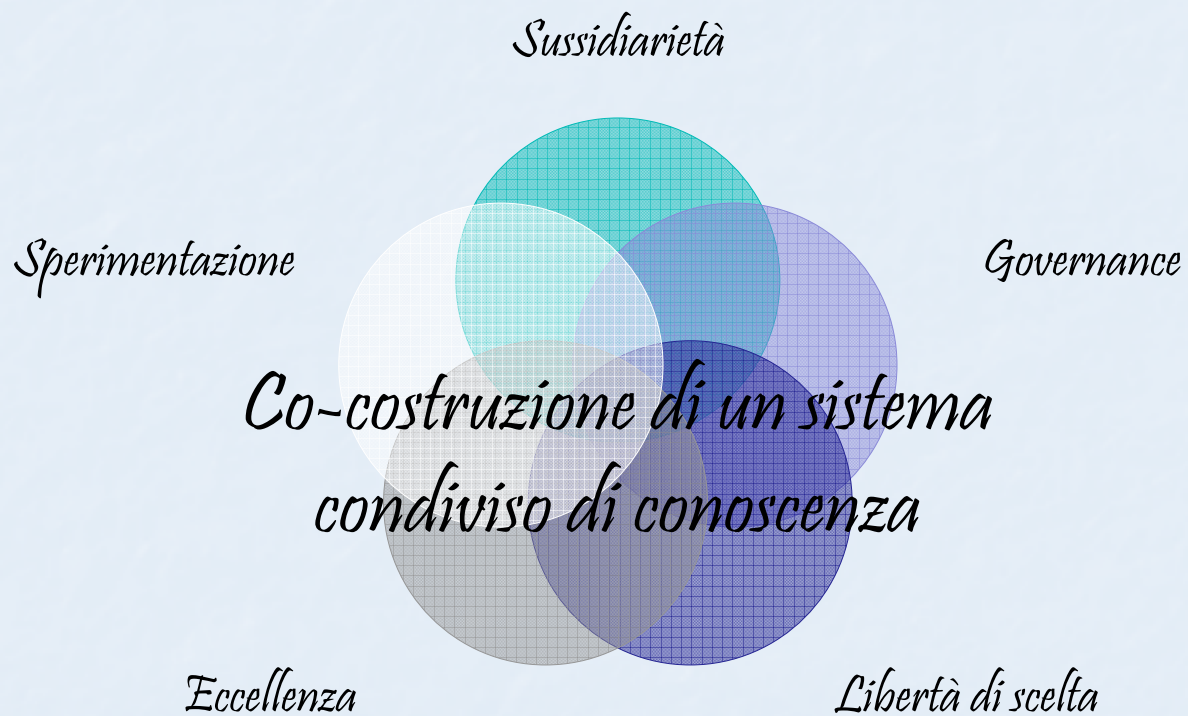 Sussidiarietà
Sperimentazione
Governance
Co-costruzione di un sistema
condiviso di conoscenza
Eccellenza
Libertà di scelta